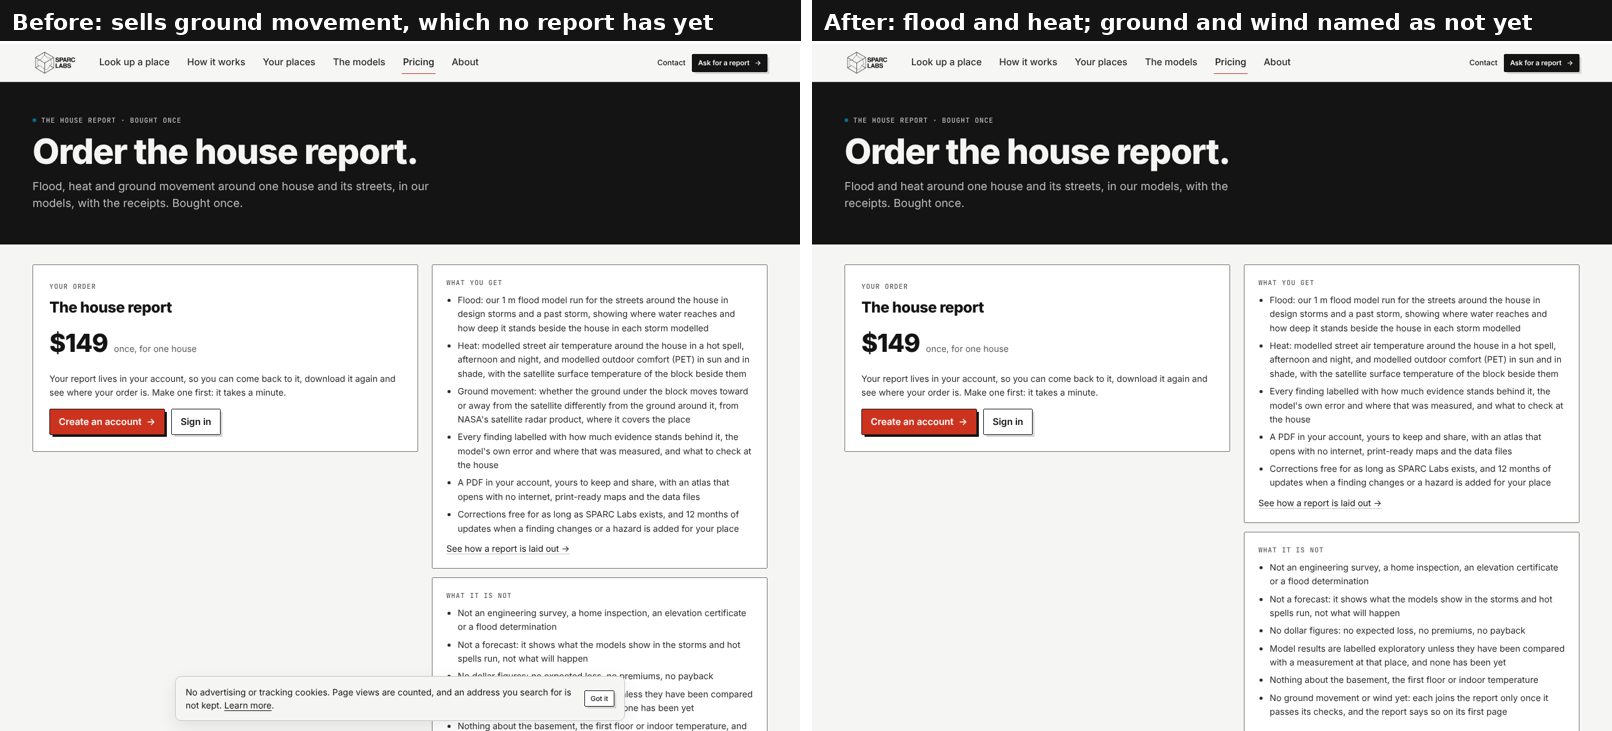 Before: sells ground movement, which no report has yet
SPARC
LABS
Look up a place
How it works
Your places
The models
Pricing
About
Contact
Ask for a report →
THE HOUSE REPORT · BOUGHT ONCE
Order the house report.
Flood, heat and ground movement around one house and its streets, in our
models, with the receipts. Bought once.
YOUR ORDER
The house report
$149 once, for one house
Your report lives in your account, so you can come back to it, download it again and
see where your order is. Make one first: it takes a minute.
Create an account →
Sign in
WHAT YOU GET
• Flood: our 1 m flood model run for the streets around the house in
design storms and a past storm, showing where water reaches and
how deep it stands beside the house in each storm modelled
• Heat: modelled street air temperature around the house in a hot spell,
afternoon and night, and modelled outdoor comfort (PET) in sun and in
shade, with the satellite surface temperature of the block beside them
• Ground movement: whether the ground under the block moves toward
or away from the satellite differently from the ground around it, from
NASA's satellite radar product, where it covers the place
• Every finding labelled with how much evidence stands behind it, the
model's own error and where that was measured, and what to check at
the house
• A PDF in your account, yours to keep and share, with an atlas that
opens with no internet, print-ready maps and the data files
• Corrections free for as long as SPARC Labs exists, and 12 months of
updates when a finding changes or a hazard is added for your place
See how a report is laid out →
WHAT IT IS NOT
• Not an engineering survey, a home inspection, an elevation certificate
or a flood determination
• Not a forecast: it shows what the models show in the storms and hot
spells run, not what will happen
• No dollar figures: no expected loss, no premiums, no payback
unless they have been compared
one has been yet
• Nothing about the basement, the first floor or indoor temperature, and
No advertising or tracking cookies. Page views are counted, and an address you search for is
not kept. Learn more.
Got it
After: flood and heat; ground and wind named as not yet
SPARC
LABS
Look up a place
How it works
Your places
The models
Pricing
About
Contact
Ask for a report →
THE HOUSE REPORT · BOUGHT ONCE
Order the house report.
Flood and heat around one house and its streets, in our models, with the
receipts. Bought once.
YOUR ORDER
The house report
$149 once, for one house
Your report lives in your account, so you can come back to it, download it again and
see where your order is. Make one first: it takes a minute.
Create an account →
Sign in
WHAT YOU GET
• Flood: our 1 m flood model run for the streets around the house in
design storms and a past storm, showing where water reaches and
how deep it stands beside the house in each storm modelled
• Heat: modelled street air temperature around the house in a hot spell,
afternoon and night, and modelled outdoor comfort (PET) in sun and in
shade, with the satellite surface temperature of the block beside them
• Every finding labelled with how much evidence stands behind it, the
model's own error and where that was measured, and what to check at
the house
• A PDF in your account, yours to keep and share, with an atlas that
opens with no internet, print-ready maps and the data files
• Corrections free for as long as SPARC Labs exists, and 12 months of
updates when a finding changes or a hazard is added for your place
See how a report is laid out →
WHAT IT IS NOT
• Not an engineering survey, a home inspection, an elevation certificate
or a flood determination
• Not a forecast: it shows what the models show in the storms and hot
spells run, not what will happen
• No dollar figures: no expected loss, no premiums, no payback
• Model results are labelled exploratory unless they have been compared
with a measurement at that place, and none has been yet
• Nothing about the basement, the first floor or indoor temperature
• No ground movement or wind yet: each joins the report only once it
passes its checks, and the report says so on its first page